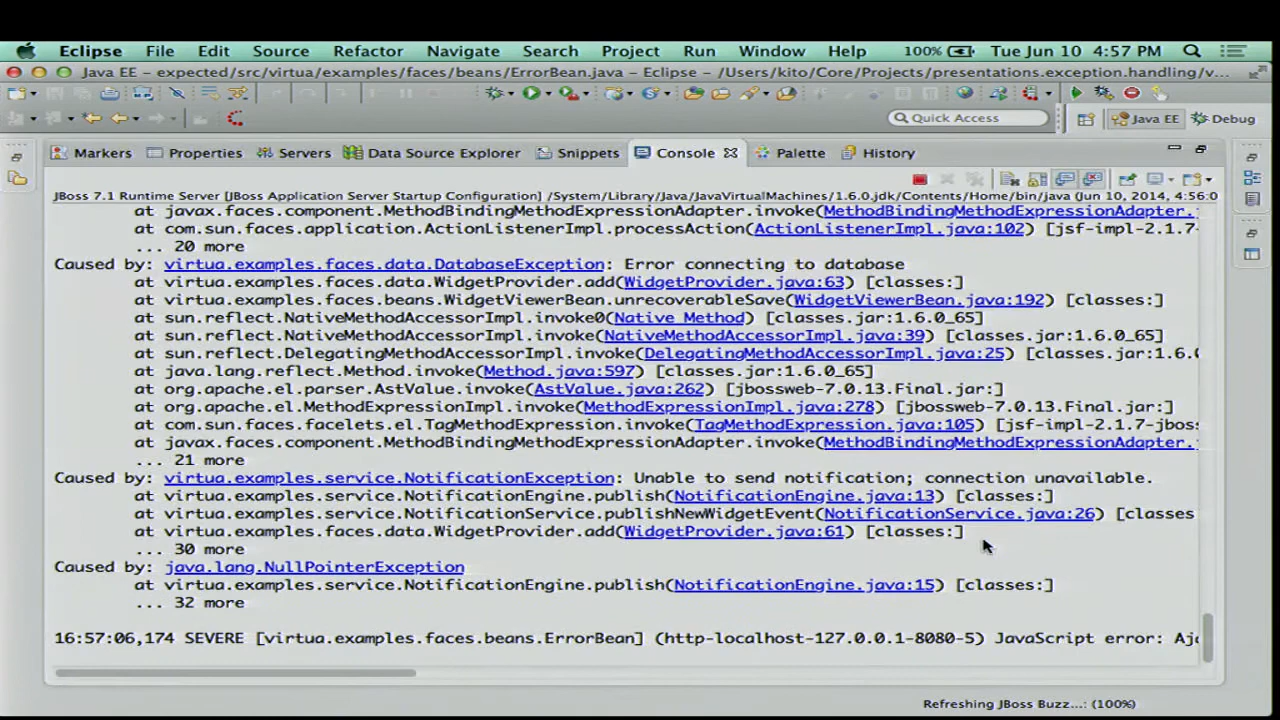 Eclipse File Edit Source Refactor Navigate Search Project Run Window Help 100% Tue Jun 10 4:57 PM
Java EE – expected/src/virtua/examples/faces/beans/ErrorBean.java – Eclipse – /Users/kito/Core/Projects/presentations.exception.handling/v...
Quick Access Java EE Debug
Markers Properties Servers Data Source Explorer Snippets Console Palette History
JBoss 7.1 Runtime Server [JBoss Application Server Startup Configuration] /System/Library/Java/JavaVirtualMachines/1.6.0.jdk/Contents/Home/bin/java (Jun 10, 2014, 4:56:0
at javax.faces.component.MethodBindingMethodExpressionAdapter.invoke(MethodBindingMethodExpressionAdapter.j
at com.sun.faces.application.ActionListenerImpl.processAction(ActionListenerImpl.java:102) [jsf-impl-2.1.7-
... 20 more
Caused by: virtua.examples.faces.data.DatabaseException: Error connecting to database
at virtua.examples.faces.data.WidgetProvider.add(WidgetProvider.java:63) [classes:]
at virtua.examples.faces.beans.WidgetViewerBean.unrecoverableSave(WidgetViewerBean.java:192) [classes:]
at sun.reflect.NativeMethodAccessorImpl.invoke0(Native Method) [classes.jar:1.6.0_65]
at sun.reflect.NativeMethodAccessorImpl.invoke(NativeMethodAccessorImpl.java:39) [classes.jar:1.6.0_65]
at sun.reflect.DelegatingMethodAccessorImpl.invoke(DelegatingMethodAccessorImpl.java:25) [classes.jar:1.6.0
at java.lang.reflect.Method.invoke(Method.java:597) [classes.jar:1.6.0_65]
at org.apache.el.parser.AstValue.invoke(AstValue.java:262) [jbossweb-7.0.13.Final.jar:]
at org.apache.el.MethodExpressionImpl.invoke(MethodExpressionImpl.java:278) [jbossweb-7.0.13.Final.jar:]
at com.sun.faces.facelets.el.TagMethodExpression.invoke(TagMethodExpression.java:105) [jsf-impl-2.1.7-jboss
at javax.faces.component.MethodBindingMethodExpressionAdapter.invoke(MethodBindingMethodExpressionAdapter.j
... 21 more
Caused by: virtua.examples.service.NotificationException: Unable to send notification; connection unavailable.
at virtua.examples.service.NotificationEngine.publish(NotificationEngine.java:13) [classes:]
at virtua.examples.service.NotificationService.publishNewWidgetEvent(NotificationService.java:26) [classes
at virtua.examples.faces.data.WidgetProvider.add(WidgetProvider.java:61) [classes:]
... 30 more
Caused by: java.lang.NullPointerException
at virtua.examples.service.NotificationEngine.publish(NotificationEngine.java:15) [classes:]
... 32 more
16:57:06,174 SEVERE [virtua.examples.faces.beans.ErrorBean] (http-localhost-127.0.0.1-8080-5) JavaScript error: Aja
Refreshing JBoss Buzz...: (100%)